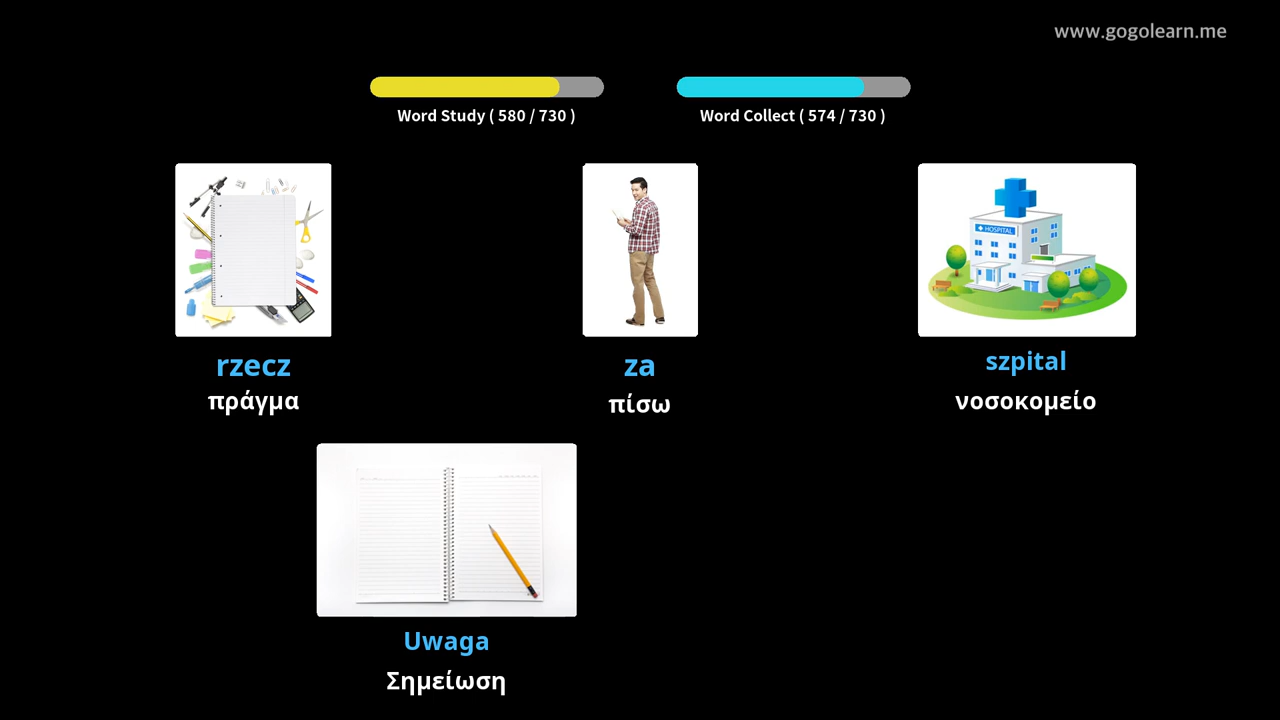 www.gogolearn.me
Word Study ( 580 / 730 )
Word Collect ( 574 / 730 )
HOSPITAL
rzecz
πράγμα
za
πίσω
szpital
νοσοκομείο
Uwaga
Σημείωση